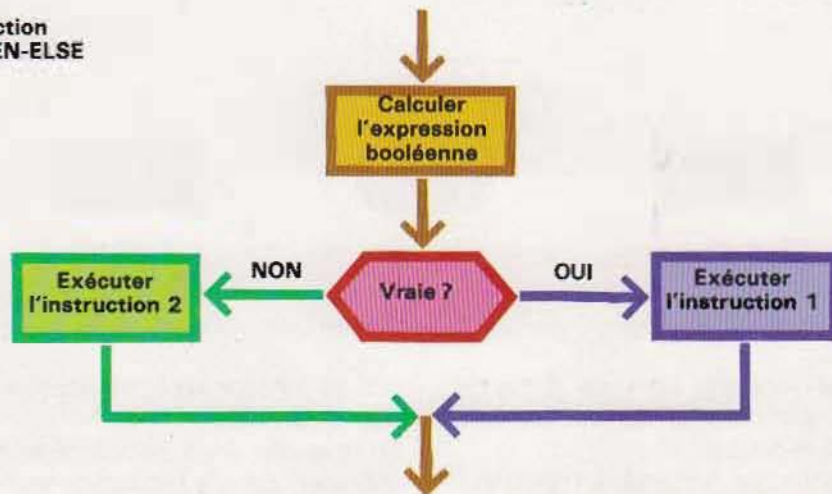 ction
EN-ELSE
Calculer
l'expression
booléenne
NON
Vraie ?
OUI
Exécuter
l'instruction 2
Exécuter
l'instruction 1